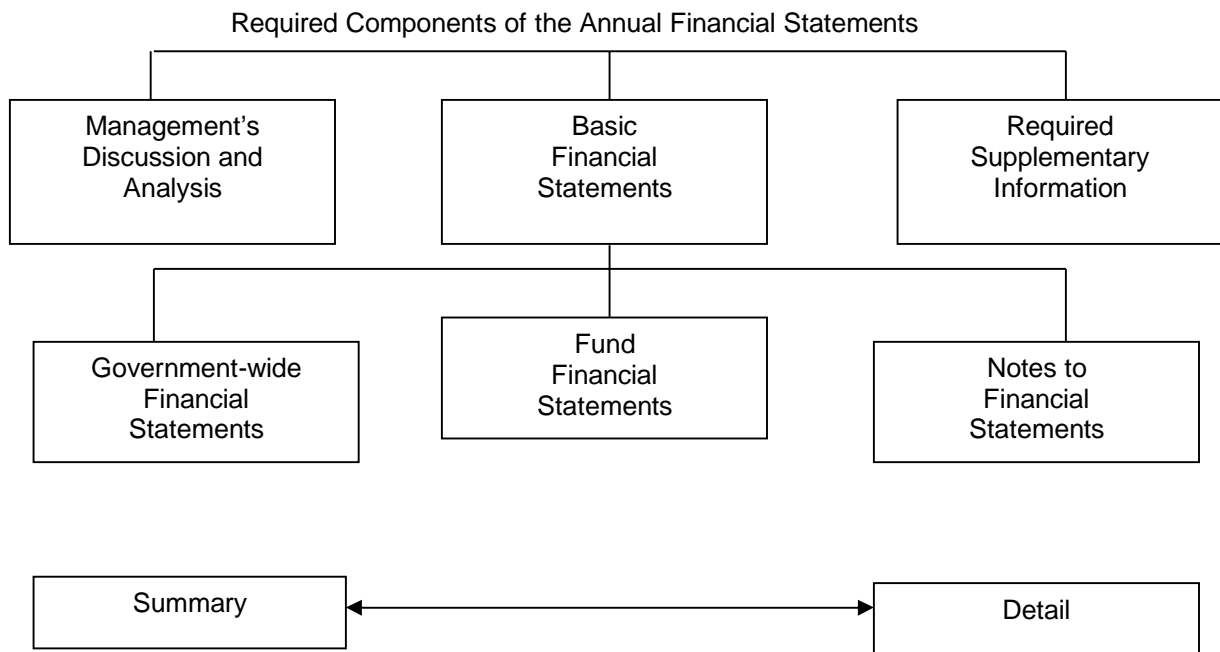 Required Components of the Annual Financial Statements
Management’s
Discussion and
Analysis
Basic
Financial
Statements
Required
Supplementary
Information
Government-wide
Financial
Statements
Fund
Financial
Statements
Notes to
Financial
Statements
Summary
Detail